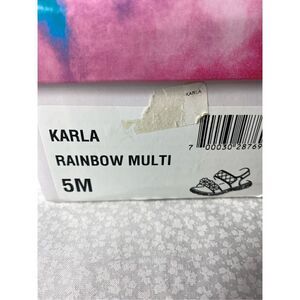 KARLA
KARLA
RAINBOW MULTI
5M
7 00030 28769